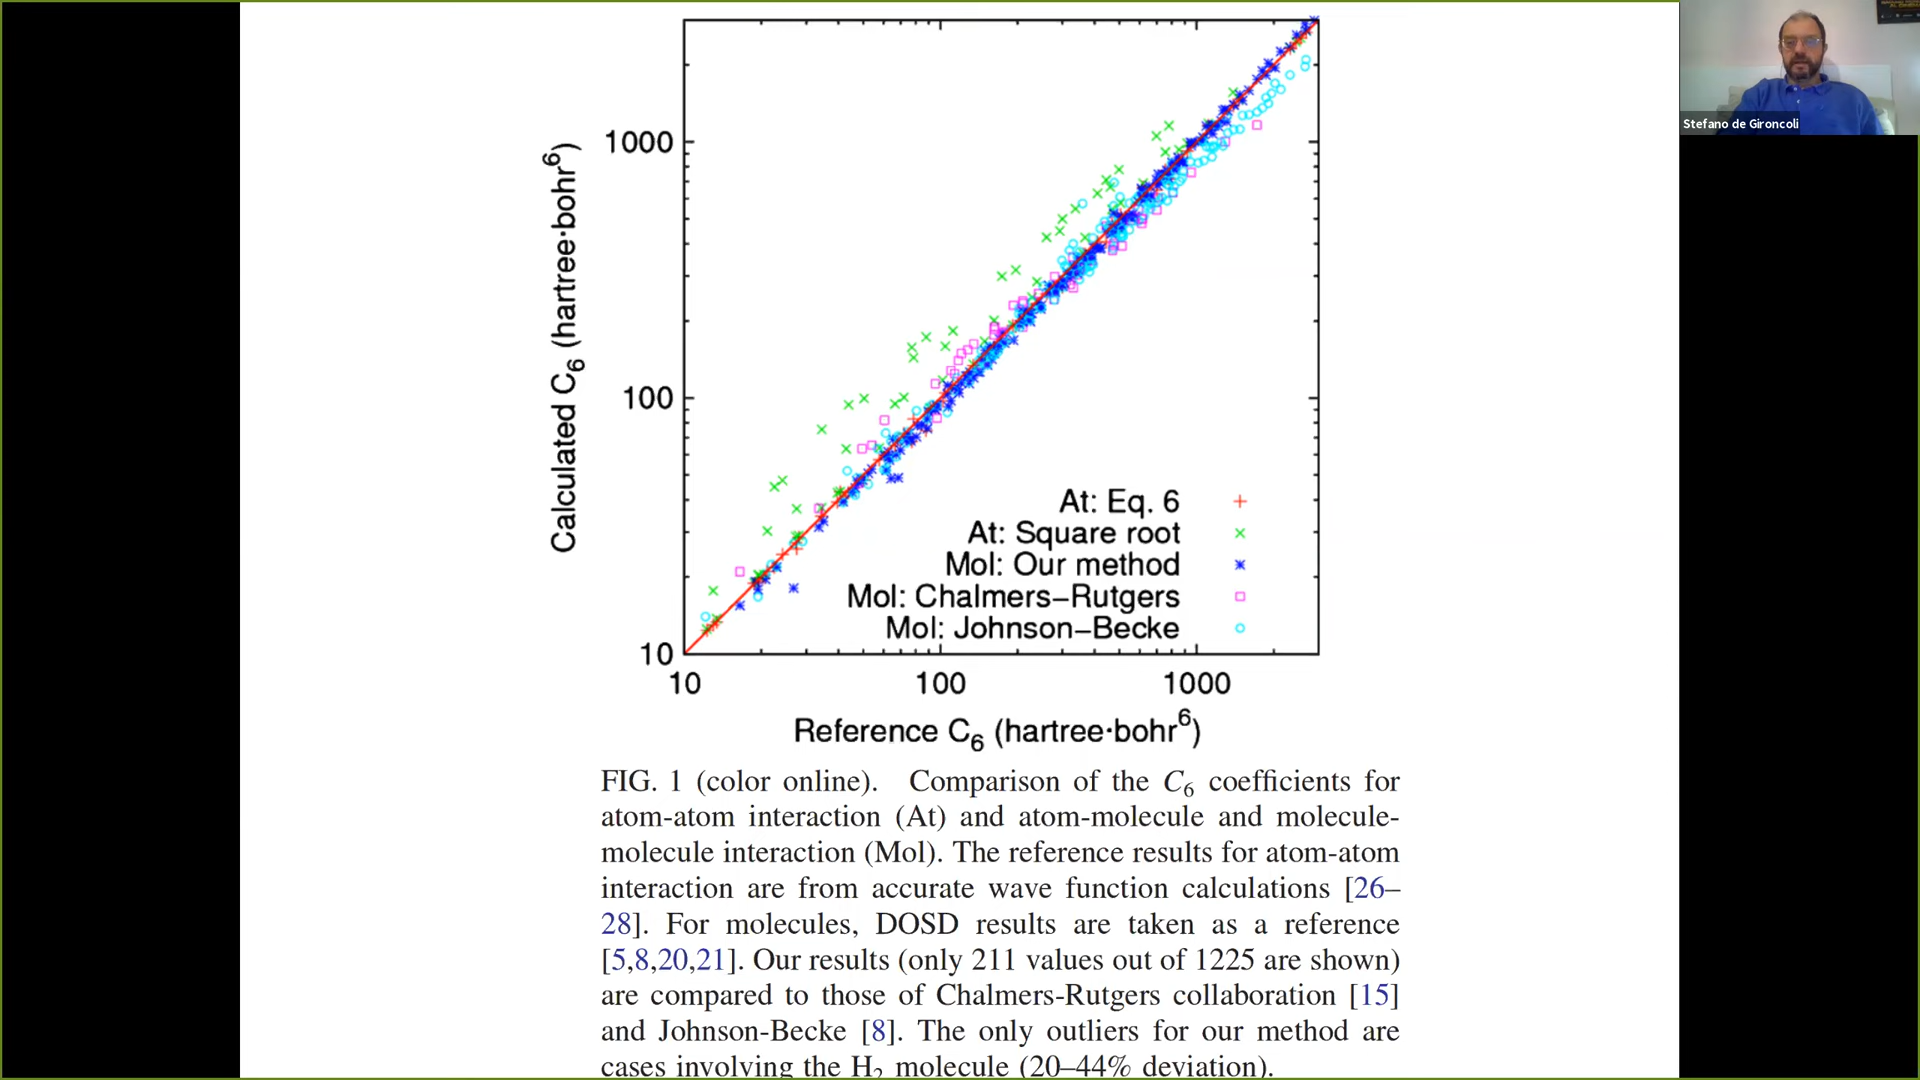 Stefano de Gironcoli
1000
100
10
Calculated C6 (hartree·bohr6)
At: Eq. 6
At: Square root
Mol: Our method
Mol: Chalmers–Rutgers
Mol: Johnson–Becke
10 100 1000
Reference C6 (hartree·bohr6)
FIG. 1 (color online). Comparison of the C6 coefficients for
atom-atom interaction (At) and atom-molecule and molecule-
molecule interaction (Mol). The reference results for atom-atom
interaction are from accurate wave function calculations [26–
28]. For molecules, DOSD results are taken as a reference
[5,8,20,21]. Our results (only 211 values out of 1225 are shown)
are compared to those of Chalmers-Rutgers collaboration [15]
and Johnson-Becke [8]. The only outliers for our method are
cases involving the H2 molecule (20–44% deviation).